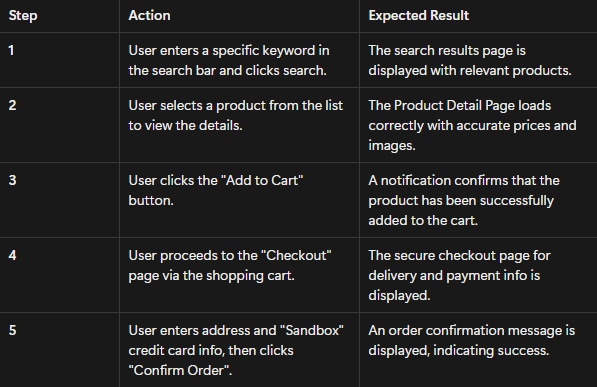 Step Action Expected Result
1 User enters a specific keyword in The search results page is
the search bar and clicks search. displayed with relevant products.
2 User selects a product from the list The Product Detail Page loads
to view the details. correctly with accurate prices and
images.
3 User clicks the "Add to Cart" A notification confirms that the
button. product has been successfully
added to the cart.
4 User proceeds to the "Checkout" The secure checkout page for
page via the shopping cart. delivery and payment info is
displayed.
5 User enters address and "Sandbox" An order confirmation message is
credit card info, then clicks displayed, indicating success.
"Confirm Order".